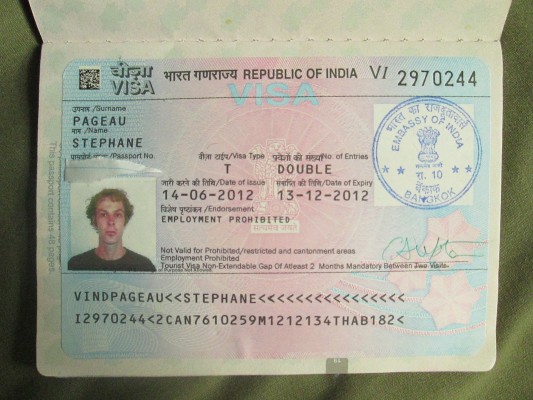 वीज़ा
VISA
भारत गणराज्य REPUBLIC OF INDIA VI 2970244
VISA
उपनाम /Surname
PAGEAU
नाम /Name
STEPHANE
/Passport No. वीज़ा टाईप/Visa Type प्रवेशों की संख्या/No. of Entries
T DOUBLE
जारी करने की तिथि/Date of Issue समाप्ति की तिथि/Date of Expiry
14-06-2012 13-12-2012
विशेष पृष्ठांकन /Endorsement
EMPLOYMENT PROHIBITED
Not Valid for Prohibited/restricted and cantonment areas
Employment Prohibited
Tourist Visa Non-Extendable Gap Of Atleast 2 Months Mandatory Between Two Visits
VINDPAGEAU<<STEPHANE<<<<<<<<<<<<<<<<
I2970244<2CAN7610259M1212134THAB182<
भारत का राजदूतावास
EMBASSY OF INDIA
रा. 10
बैंकाक
BANGKOK
This passport contains 48 pages